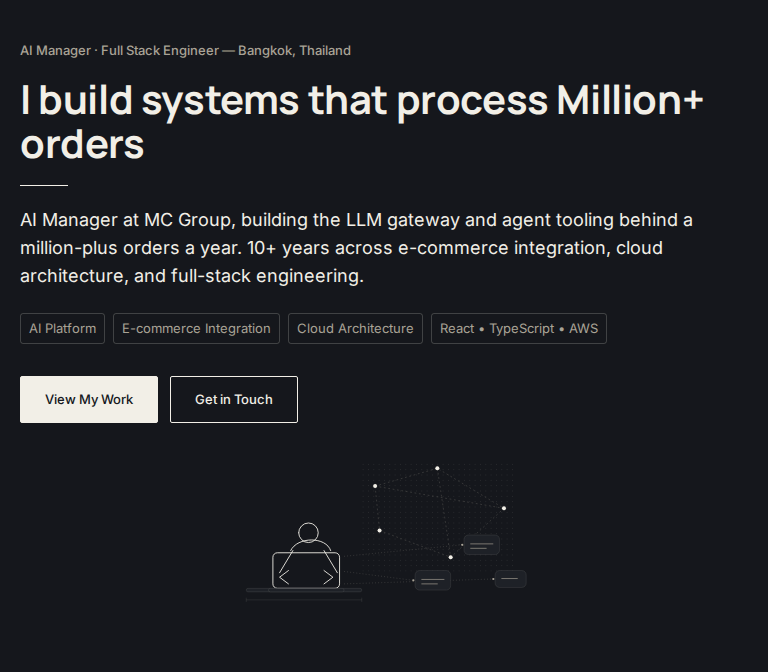 AI Manager · Full Stack Engineer — Bangkok, Thailand
I build systems that process Million+
orders
AI Manager at MC Group, building the LLM gateway and agent tooling behind a
million-plus orders a year. 10+ years across e-commerce integration, cloud
architecture, and full-stack engineering.
AI Platform
E-commerce Integration
Cloud Architecture
React • TypeScript • AWS
View My Work
Get in Touch